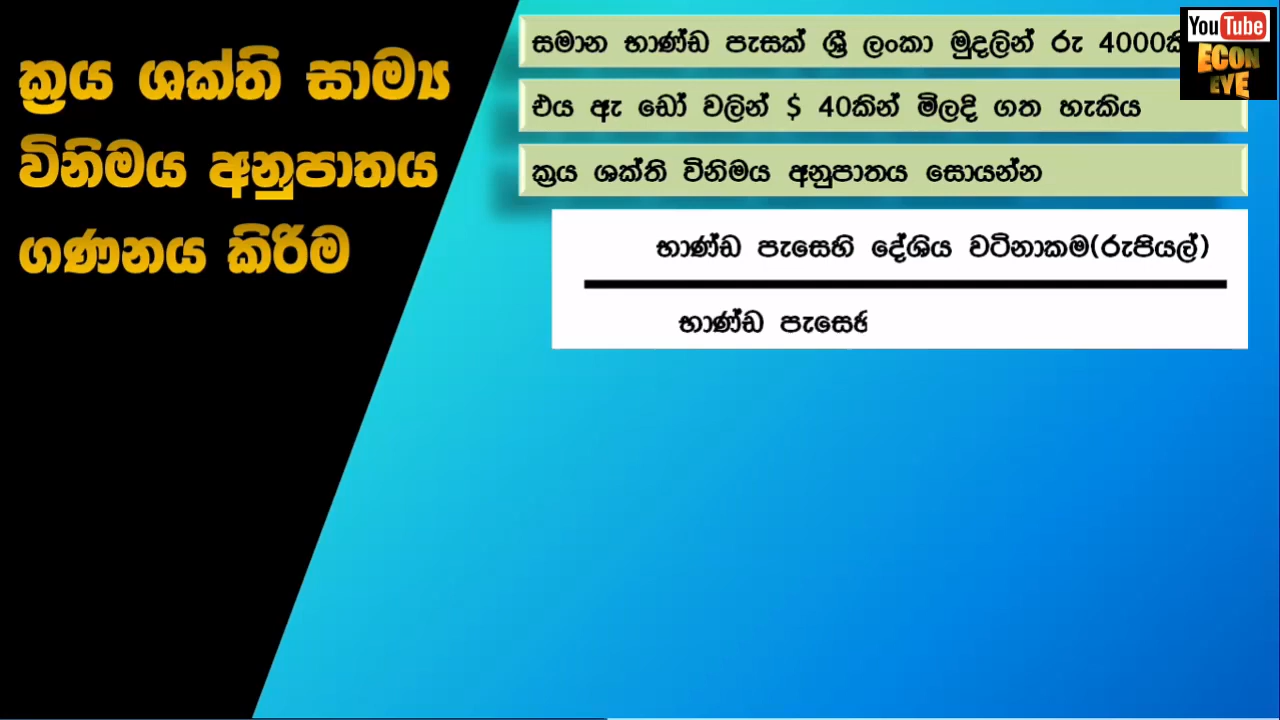 ක්‍රය ශක්ති සාම්‍ය
විනිමය අනුපාතය
ගණනය කිරීම
සමාන භාණ්ඩ පැසක් ශ්‍රී ලංකා මුදලින් රු
එය ඇ ඩෝ වලින් $ 40කින් මිලදී ගත හැකිය
ක්‍රය ශක්ති විනිමය අනුපාතය සොයන්න
භාණ්ඩ පැසෙහි දේශිය වටිනාකම(රුපියල්)
භාණ්ඩ
YouTube
ECON
EYE